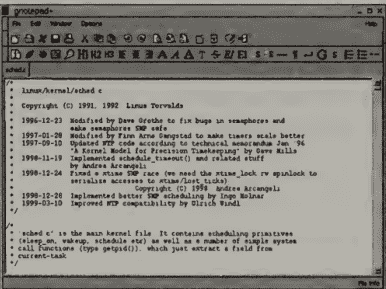 gnotepad+
File Edit Window Options Help
sched.c
/*
* linux/kernel/sched c
*
* Copyright (C) 1991, 1992 Linus Torvalds
*
* 1996-12-23 Modified by Dave Grothe to fix bugs in semaphores and
* make semaphores SMP safe
* 1997-01-28 Modified by Finn Arne Gangstad to make timers scale better
* 1997-09-10 Updated NTP code according to technical memorandum Jan '96
* "A Kernel Model for Precision Timekeeping" by Dave Mills
* 1998-11-19 Implemented schedule_timeout() and related stuff
* by Andrea Arcangeli
* 1998-12-24 Fixed a xtime SMP race (we need the xtime_lock rw spinlock to
* serialize accesses to xtime/lost_ticks)
* Copyright (C) 1998 Andrea Arcangeli
* 1998-12-28 Implemented better SMP scheduling by Ingo Molnar
* 1999-03-10 Improved NTP compatibility by Ulrich Windl
*/
/*
* 'sched c' is the main kernel file It contains scheduling primitives
* (sleep_on, wakeup, schedule etc) as well as a number of simple system
* call functions (type getpid()), which just extract a field from
* current-task
*/
File Info